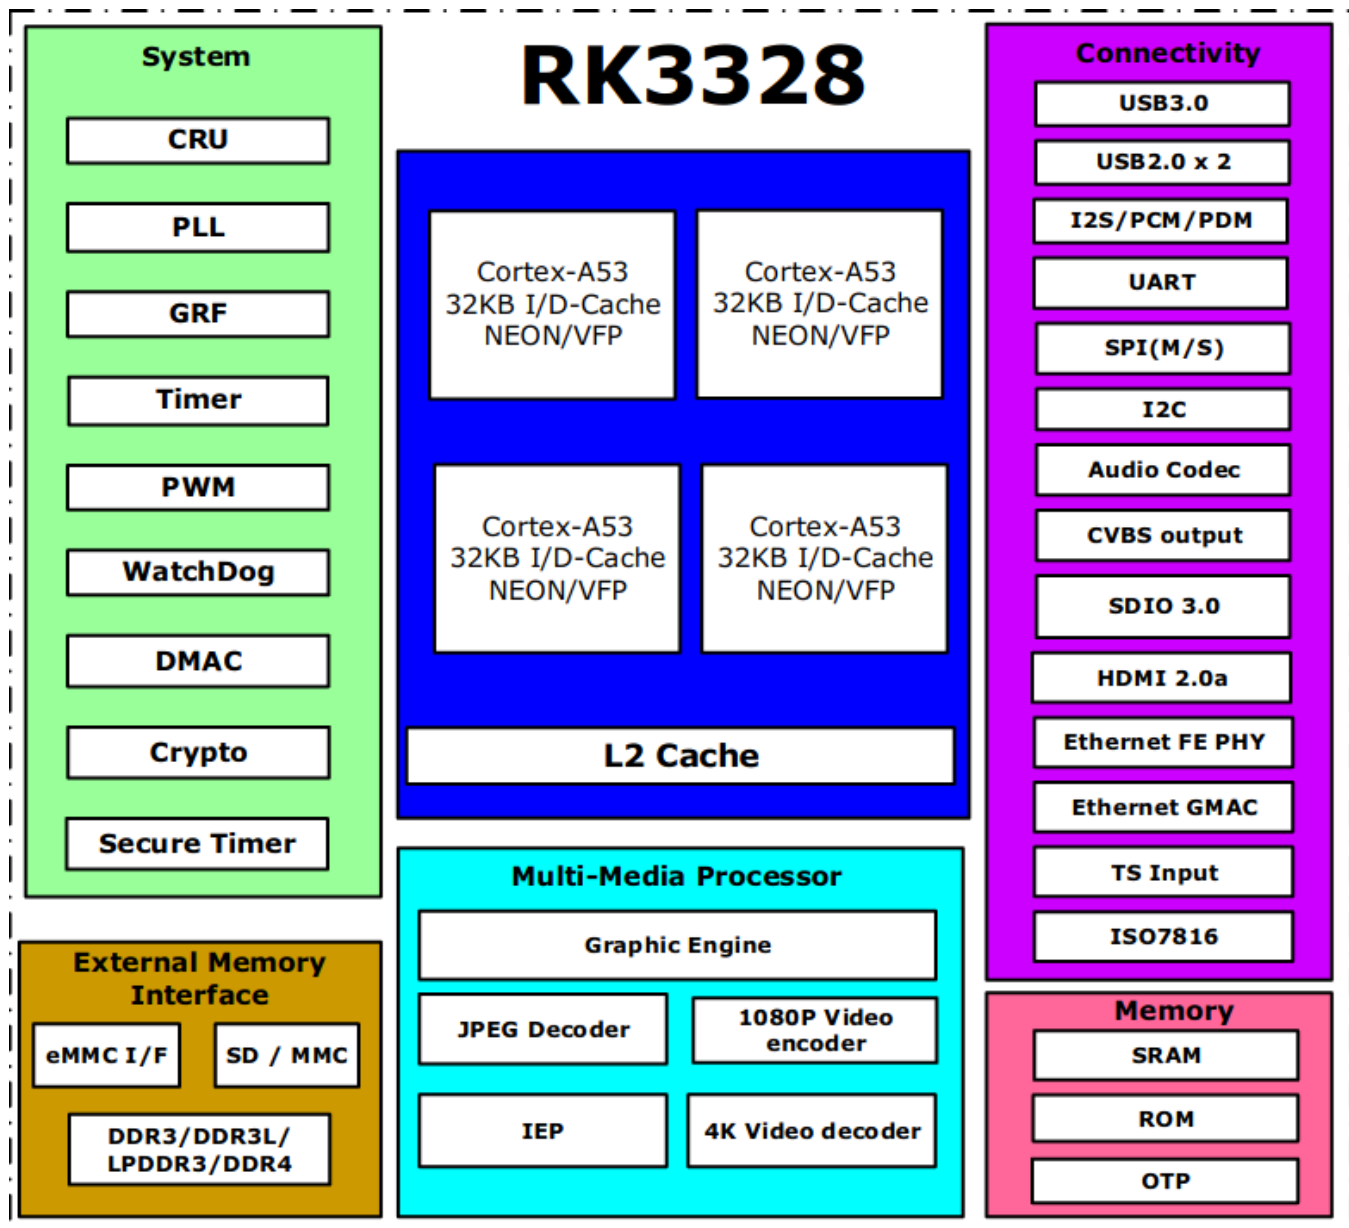 RK3328
System
CRU
PLL
GRF
Timer
PWM
WatchDog
DMAC
Crypto
Secure Timer
External Memory
Interface
eMMC I/F
SD / MMC
DDR3/DDR3L/
LPDDR3/DDR4
Cortex-A53
32KB I/D-Cache
NEON/VFP
Cortex-A53
32KB I/D-Cache
NEON/VFP
Cortex-A53
32KB I/D-Cache
NEON/VFP
Cortex-A53
32KB I/D-Cache
NEON/VFP
L2 Cache
Multi-Media Processor
Graphic Engine
JPEG Decoder
1080P Video
encoder
IEP
4K Video decoder
Connectivity
USB3.0
USB2.0 x 2
I2S/PCM/PDM
UART
SPI(M/S)
I2C
Audio Codec
CVBS output
SDIO 3.0
HDMI 2.0a
Ethernet FE PHY
Ethernet GMAC
TS Input
ISO7816
Memory
SRAM
ROM
OTP